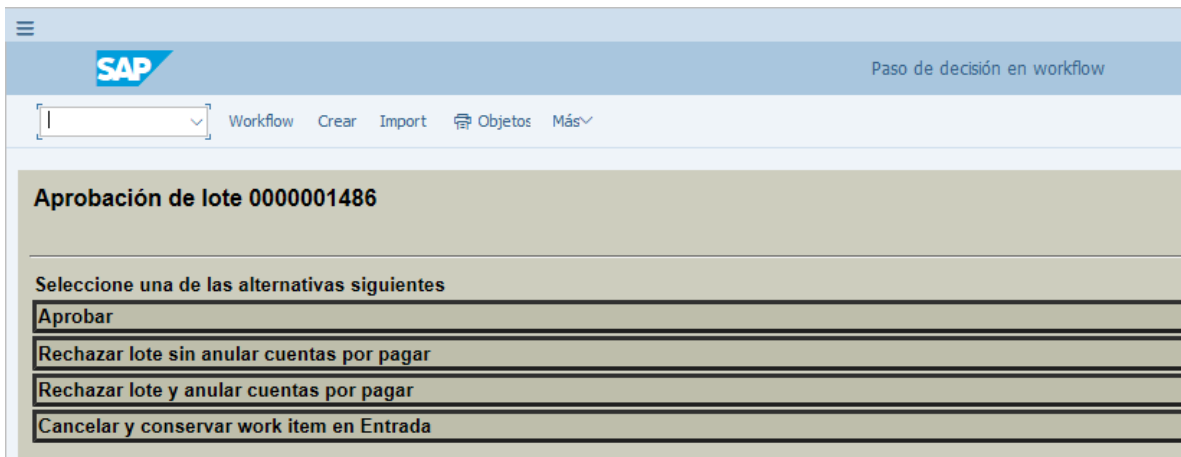 SAP
Paso de decisión en workflow
Workflow Crear Import Objetos Más
Aprobación de lote 0000001486
Seleccione una de las alternativas siguientes
Aprobar
Rechazar lote sin anular cuentas por pagar
Rechazar lote y anular cuentas por pagar
Cancelar y conservar work item en Entrada